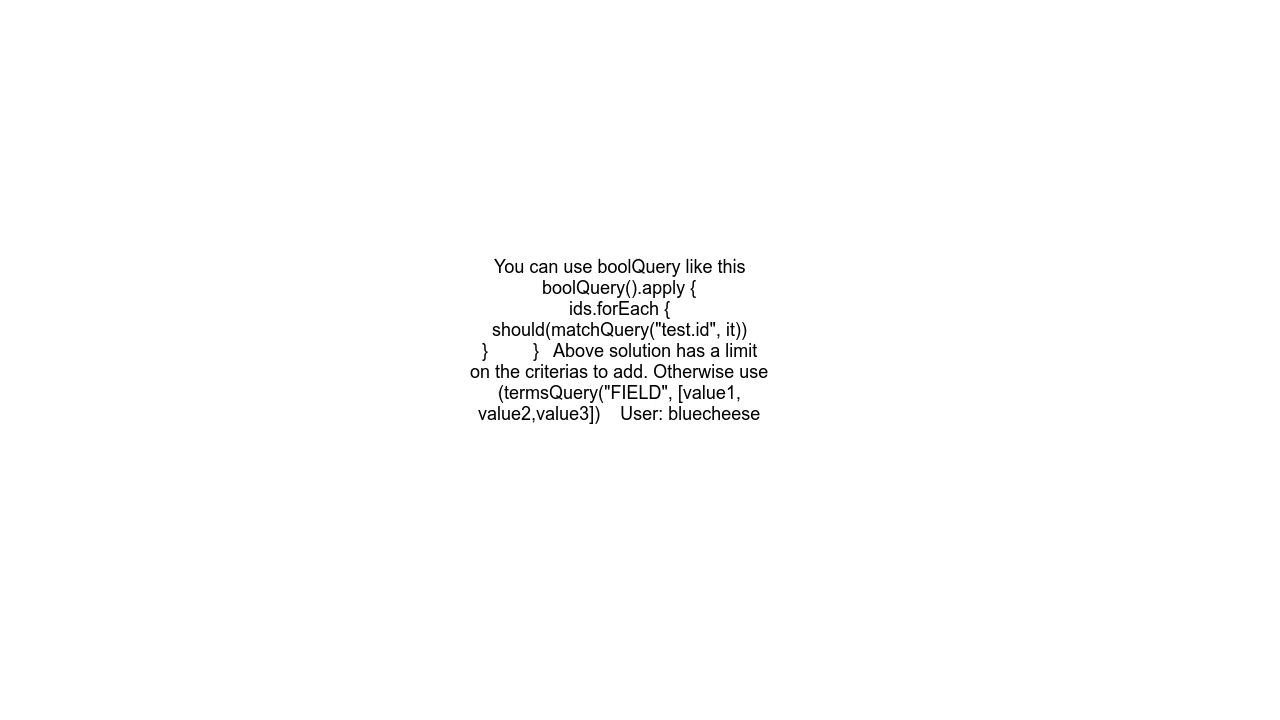 You can use boolQuery like this
boolQuery().apply {
ids.forEach {
should(matchQuery("test.id", it))
}         }   Above solution has a limit
on the criterias to add. Otherwise use
(termsQuery("FIELD", [value1,
value2,value3])    User: bluecheese